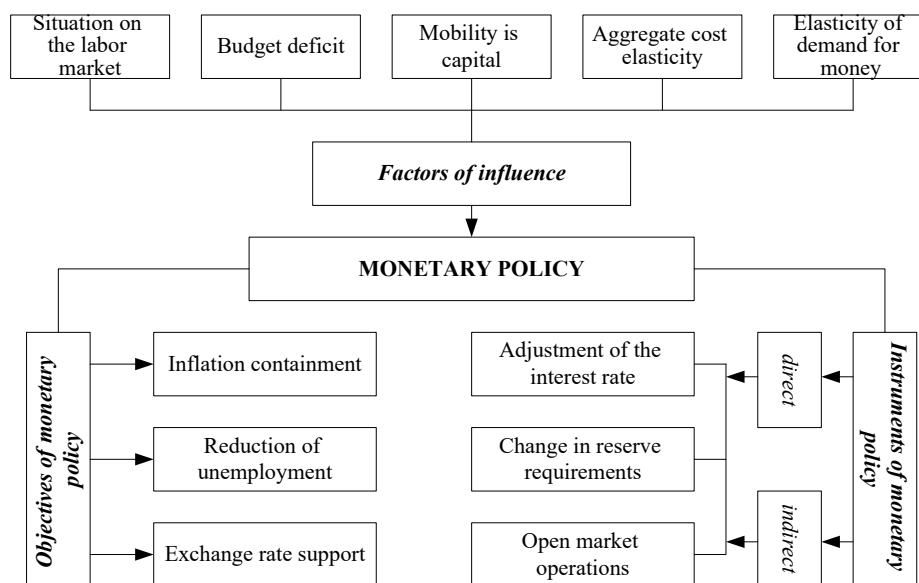 Situation on
the labor
market
Budget deficit
Mobility is
capital
Aggregate cost
elasticity
Elasticity of
demand for
money
Factors of influence
MONETARY POLICY
Objectives of monetary
policy
Inflation containment
Reduction of
unemployment
Exchange rate support
Adjustment of the
interest rate
Change in reserve
requirements
Open market
operations
direct
indirect
Instruments of monetary
policy